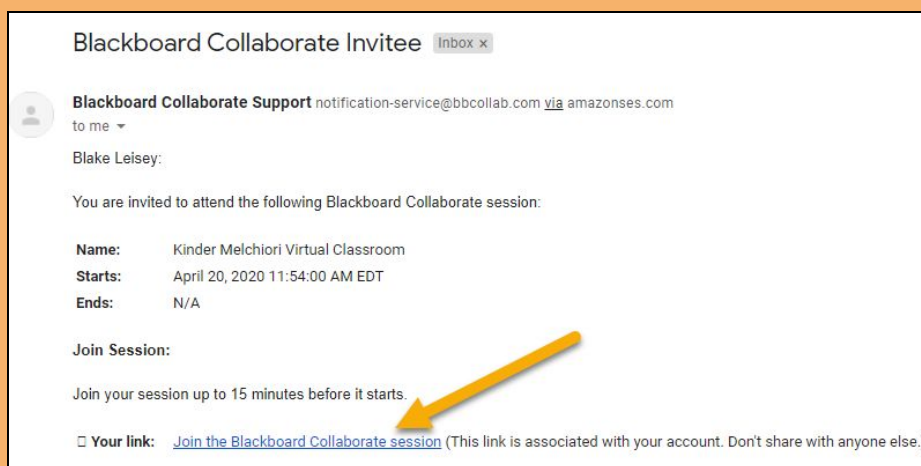 Blackboard Collaborate Invitee Inbox x
Blackboard Collaborate Support notification-service@bbcollab.com via amazonses.com
to me
Blake Leisey:
You are invited to attend the following Blackboard Collaborate session:
Name: Kinder Melchiori Virtual Classroom
Starts: April 20, 2020 11:54:00 AM EDT
Ends: N/A
Join Session:
Join your session up to 15 minutes before it starts.
Your link: Join the Blackboard Collaborate session (This link is associated with your account. Don't share with anyone else.